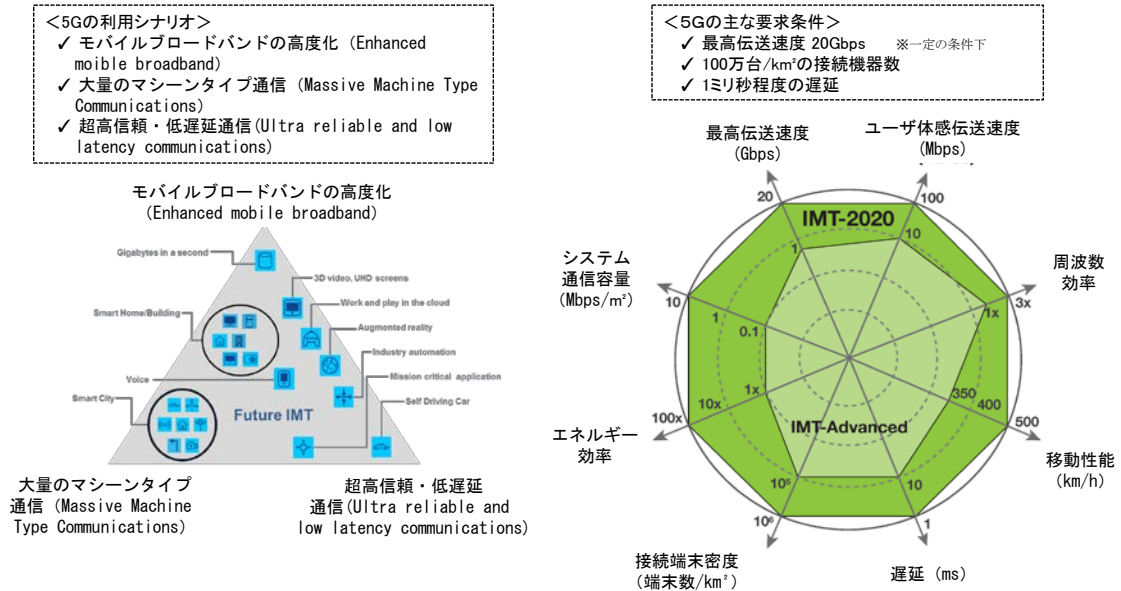 <5Gの利用シナリオ>
✓ モバイルブロードバンドの高度化 (Enhanced
moible broadband)
✓ 大量のマシーンタイプ通信 (Massive Machine Type
Communications)
✓ 超高信頼・低遅延通信(Ultra reliable and low
latency communications)
モバイルブロードバンドの高度化
(Enhanced mobile broadband)
Gigabytes in a second
3D video, UHD screens
Smart Home/Building
Work and play in the cloud
Augmented reality
Industry automation
Voice
Mission critical application
Smart City
Self Driving Car
Future IMT
大量のマシーンタイプ
通信 (Massive Machine
Type Communications)
超高信頼・低遅延
通信(Ultra reliable and
low latency communications)
<5Gの主な要求条件>
✓ 最高伝送速度 20Gbps ※一定の条件下
✓ 100万台/k㎡の接続機器数
✓ 1ミリ秒程度の遅延
最高伝送速度
(Gbps)
ユーザ体感伝送速度
(Mbps)
20
100
IMT-2020
1
10
システム
通信容量
(Mbps/㎡)
周波数
効率
10
1
0.1
1x
3x
1x
10x
100x
350
400
500
エネルギー
効率
IMT-Advanced
移動性能
(km/h)
10⁵
10
10⁶
1
接続端末密度
(端末数/k㎡)
遅延 (ms)